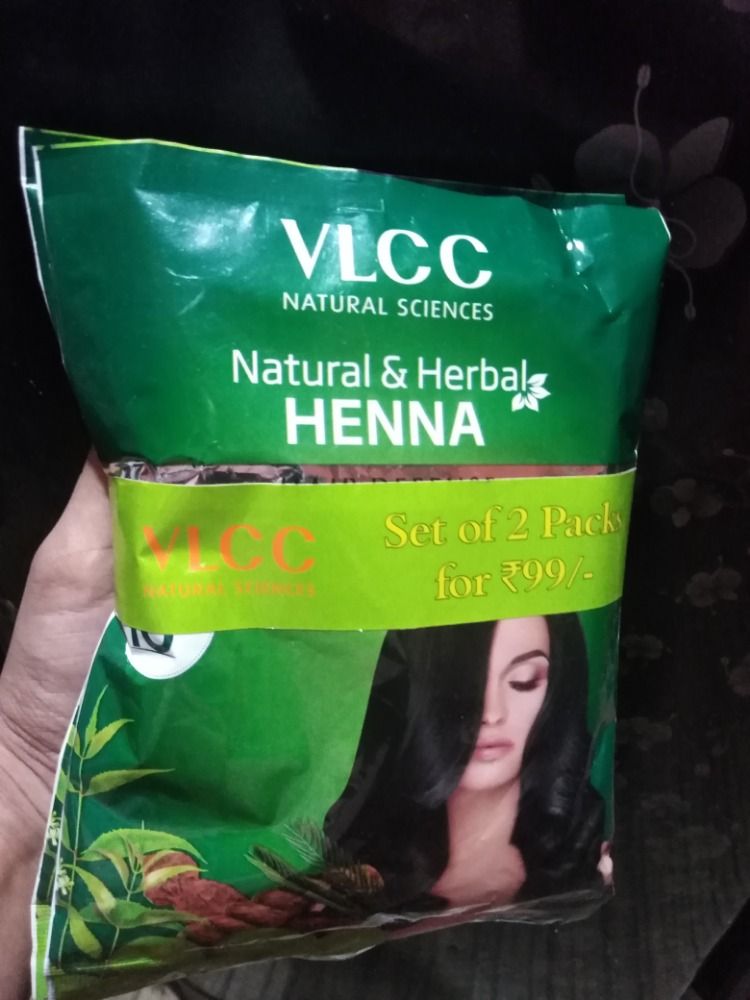 VLCC
NATURAL SCIENCES
Natural & Herbal
HENNA
VLCC
NATURAL SCIENCES
Set of 2 Packs
for ₹99/-